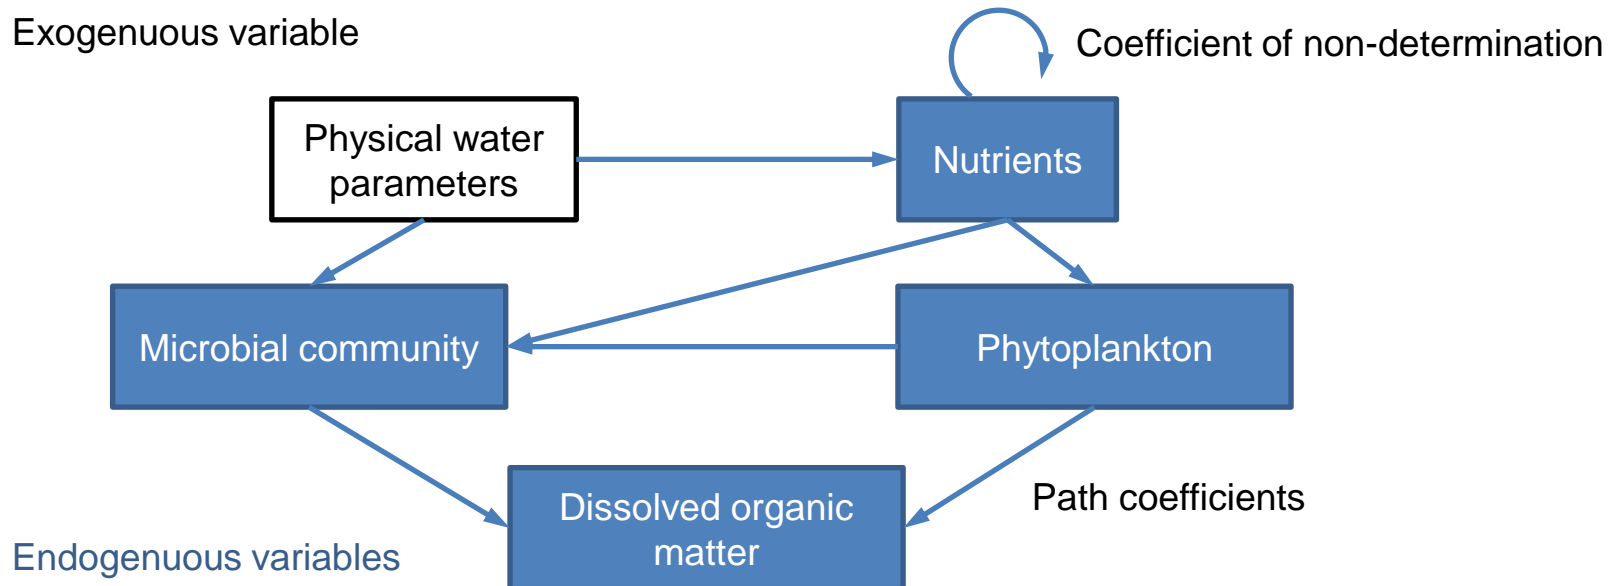 Exogenuous variable
Coefficient of non-determination
Physical water
parameters
Nutrients
Microbial community
Phytoplankton
Dissolved organic
matter
Path coefficients
Endogenuous variables